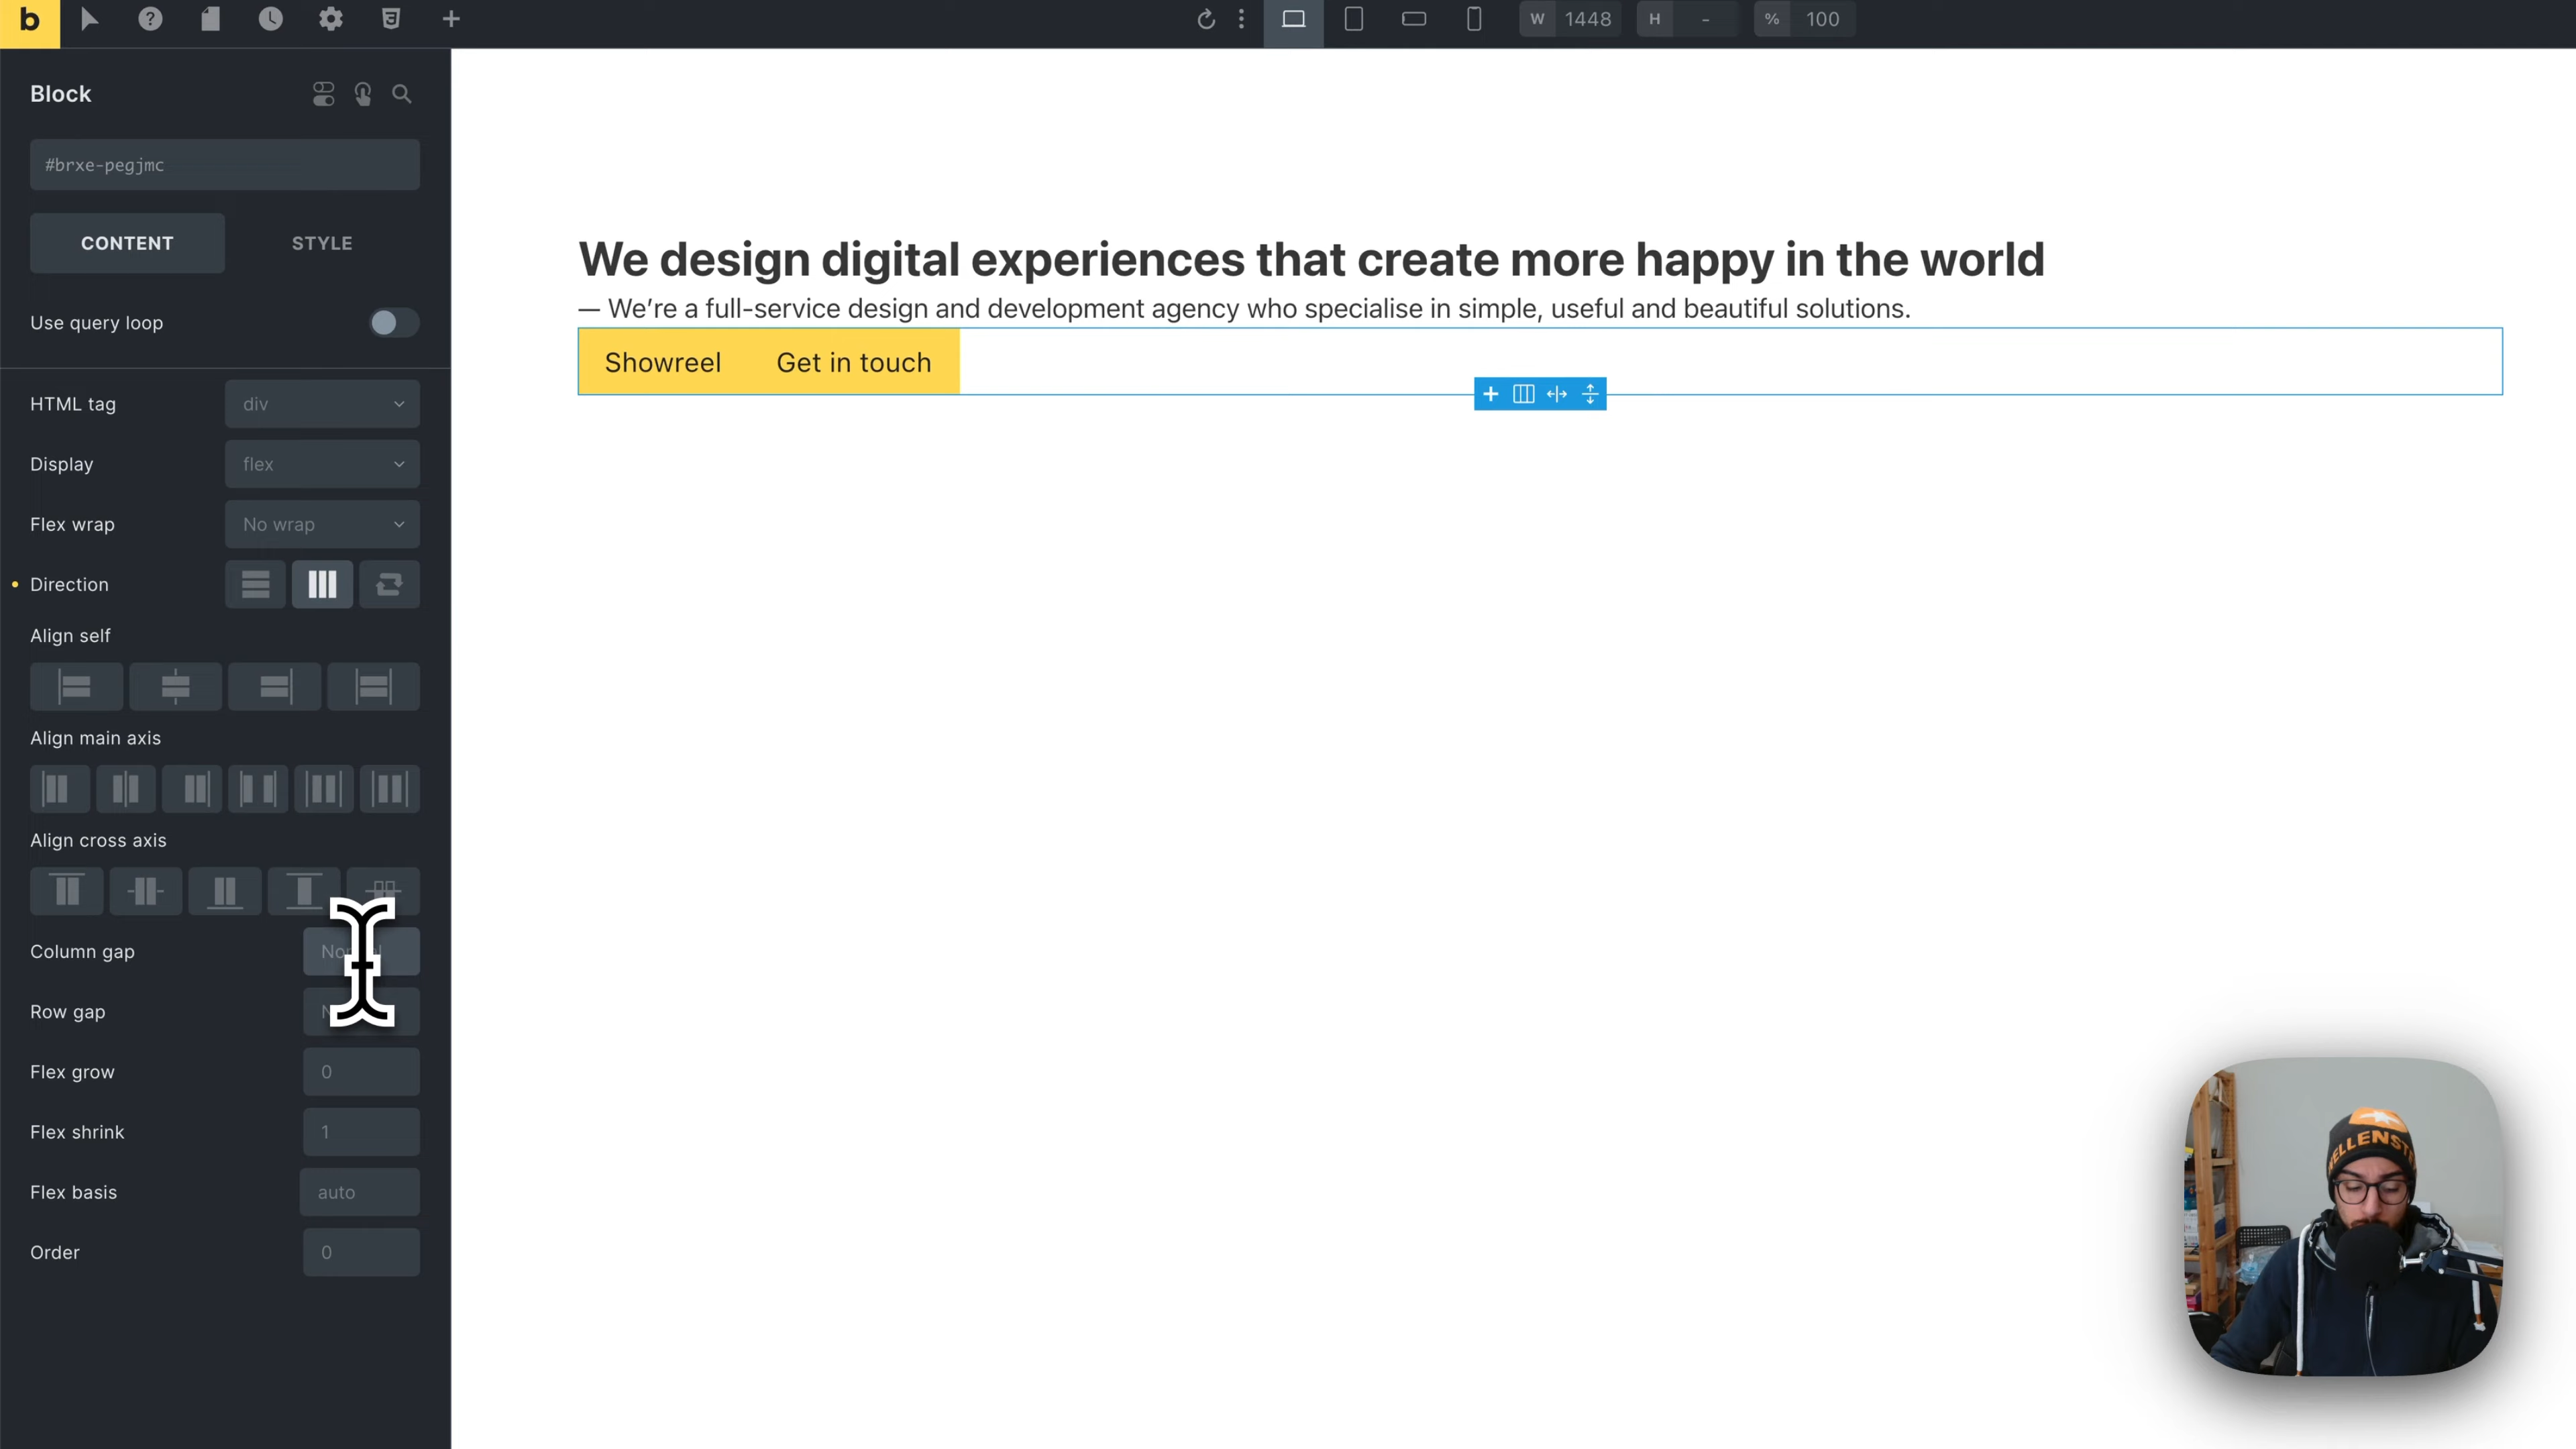 b
W 1448 H - % 100
Block
#brxe-pegjmc
CONTENT STYLE
Use query loop
HTML tag div
Display flex
Flex wrap No wrap
Direction
Align self
Align main axis
Align cross axis
Column gap
Row gap
Flex grow 0
Flex shrink 1
Flex basis auto
Order 0
We design digital experiences that create more happy in the world
— We’re a full-service design and development agency who specialise in simple, useful and beautiful solutions.
Showreel Get in touch